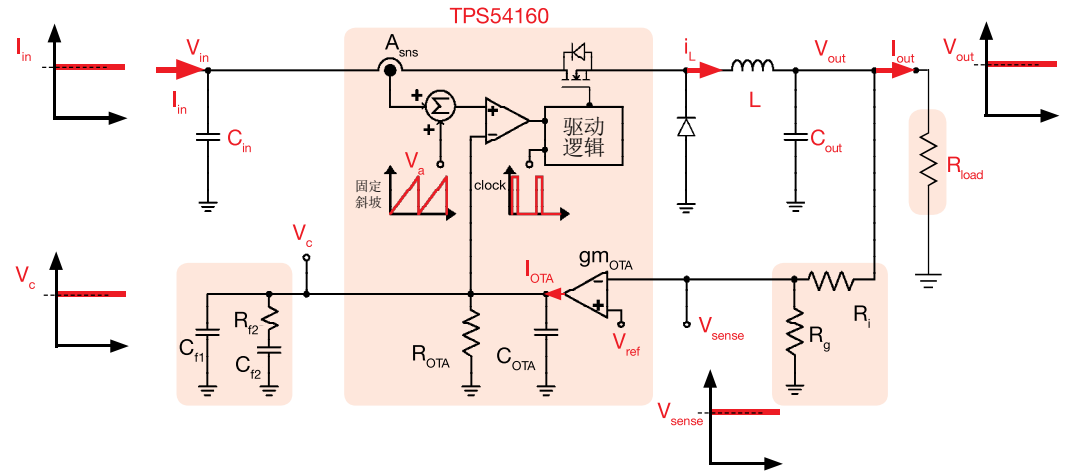 TPS54160
Iin
Vin
Iin
Cin
Asns
+
Σ
+
+
−
驱动
逻辑
Va
固定
斜坡
clock
iL
L
Vout
Iout
Cout
Rload
Vout
Vc
Vc
IOTA
gmOTA
−
+
Vref
Vsense
Ri
Rg
Rf2
Cf1
Cf2
ROTA
COTA
Vsense